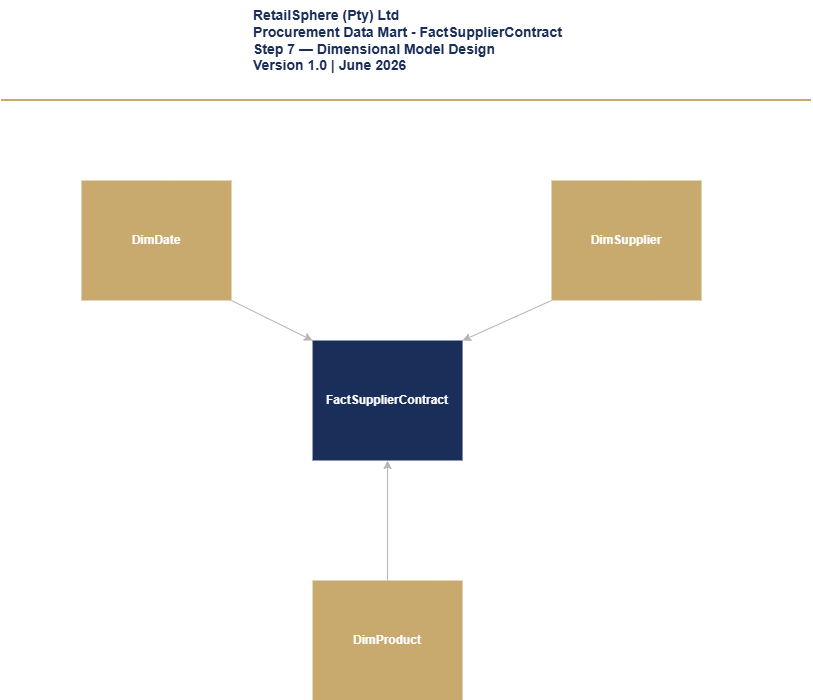 RetailSphere (Pty) Ltd
Procurement Data Mart - FactSupplierContract
Step 7 — Dimensional Model Design
Version 1.0 | June 2026
DimDate
DimSupplier
FactSupplierContract
DimProduct